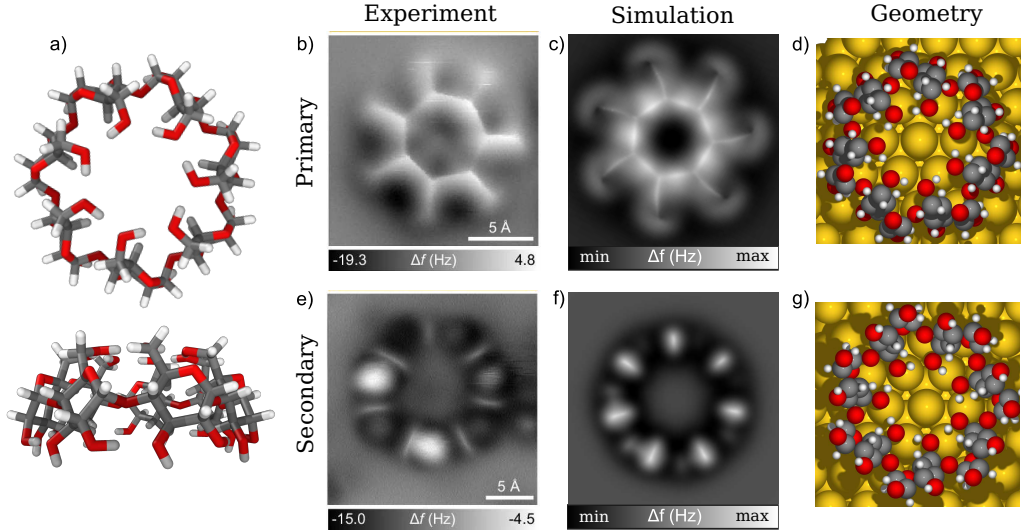 Experiment Simulation Geometry
a) b) c) d)
Primary
5 Å
-19.3 Δf (Hz) 4.8 min Δf (Hz) max
e) f) g)
Secondary
5 Å
-15.0 Δf (Hz) -4.5 min Δf (Hz) max